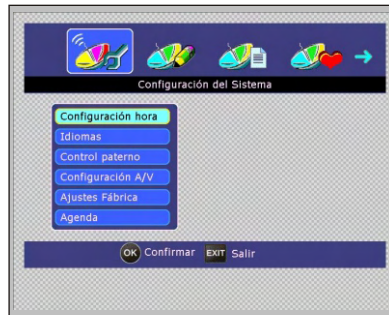 Configuración del Sistema
Configuración hora
Idiomas
Control paterno
Configuración A/V
Ajustes Fábrica
Agenda
OK Confirmar EXIT Salir